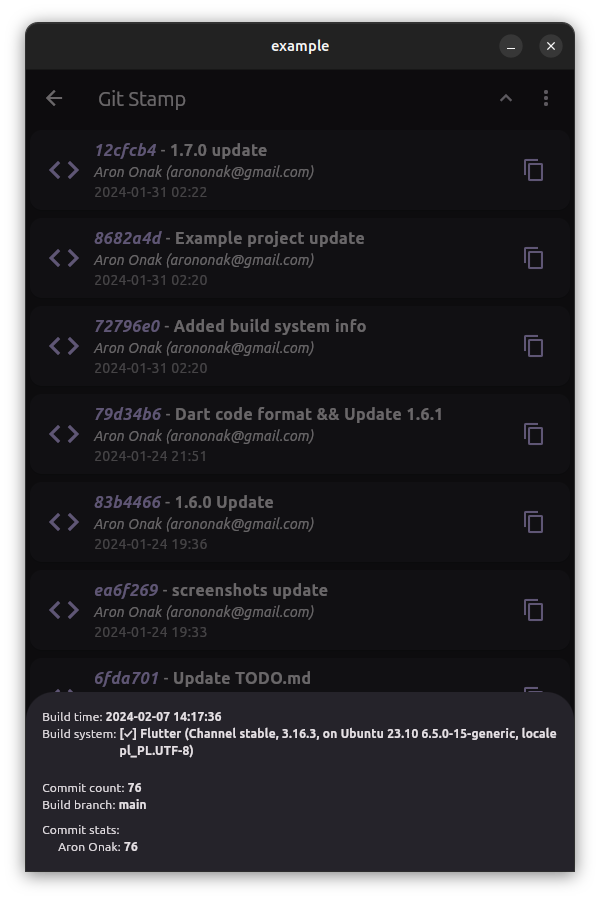 example
Git Stamp
12cfcb4 - 1.7.0 update
Aron Onak (arononak@gmail.com)
2024-01-31 02:22
8682a4d - Example project update
Aron Onak (arononak@gmail.com)
2024-01-31 02:20
72796e0 - Added build system info
Aron Onak (arononak@gmail.com)
2024-01-31 02:20
79d34b6 - Dart code format && Update 1.6.1
Aron Onak (arononak@gmail.com)
2024-01-24 21:51
83b4466 - 1.6.0 Update
Aron Onak (arononak@gmail.com)
2024-01-24 19:36
ea6f269 - screenshots update
Aron Onak (arononak@gmail.com)
2024-01-24 19:33
6fda701 - Update TODO.md
Build time: 2024-02-07 14:17:36
Build system: [✓] Flutter (Channel stable, 3.16.3, on Ubuntu 23.10 6.5.0-15-generic, locale
pl_PL.UTF-8)
Commit count: 76
Build branch: main
Commit stats:
Aron Onak: 76